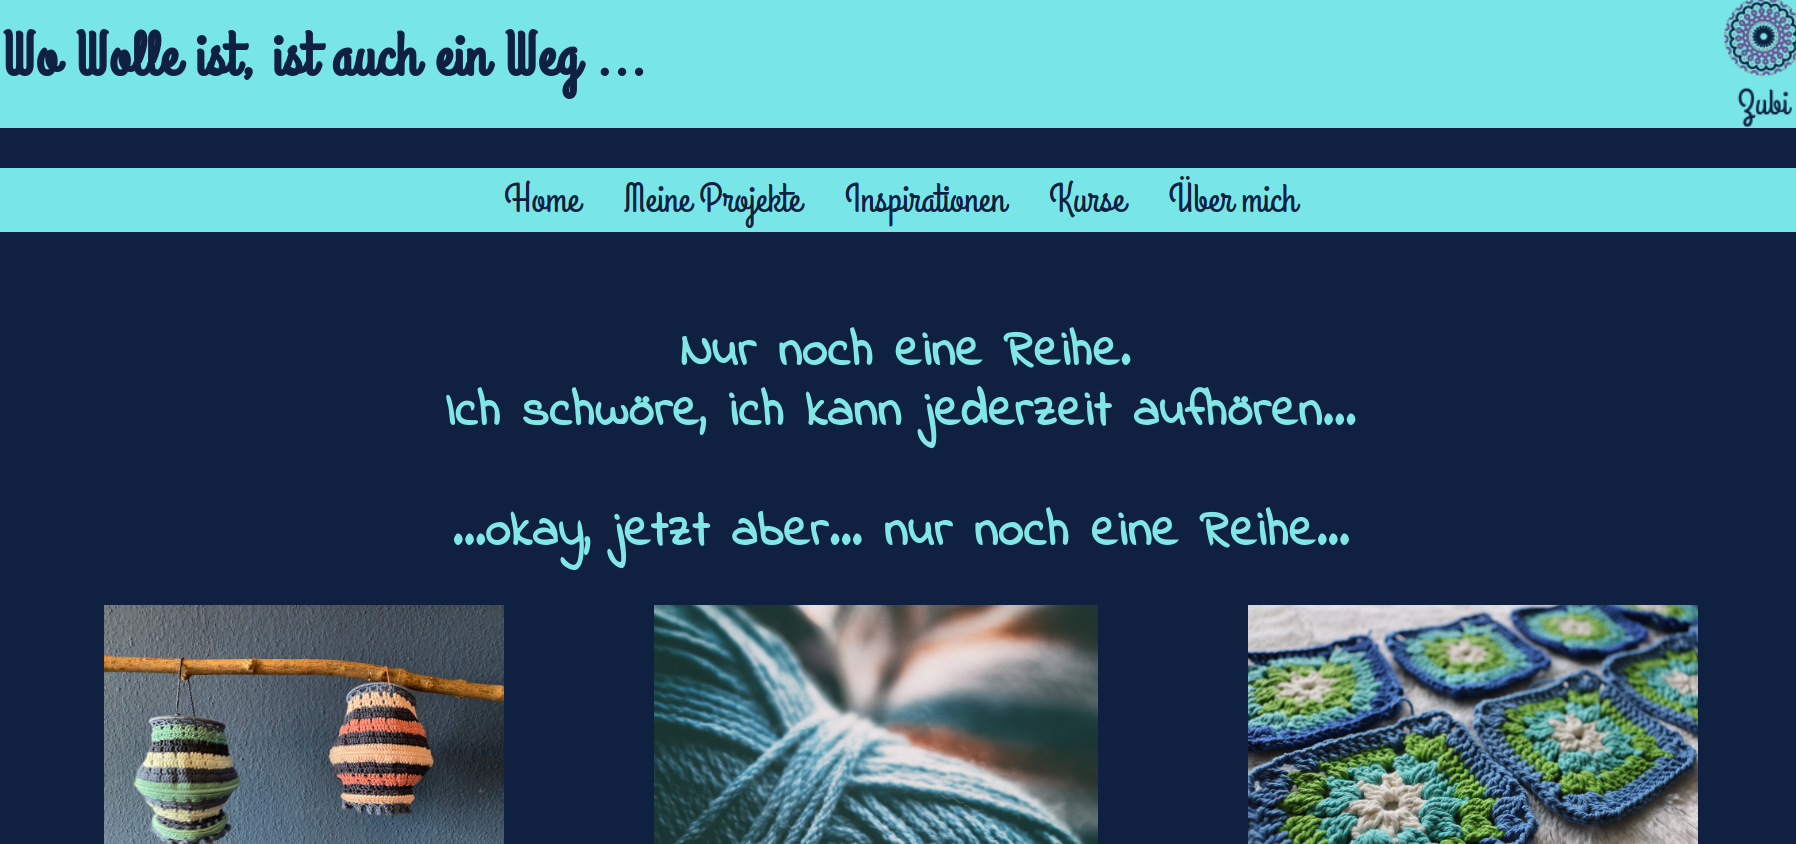 Wo Wolle ist, ist auch ein Weg ...
Zubi
Home Meine Projekte Inspirationen Kurse Über mich
Nur noch eine Reihe.
Ich schwöre, ich kann jederzeit aufhören...
...okay, jetzt aber... nur noch eine Reihe...